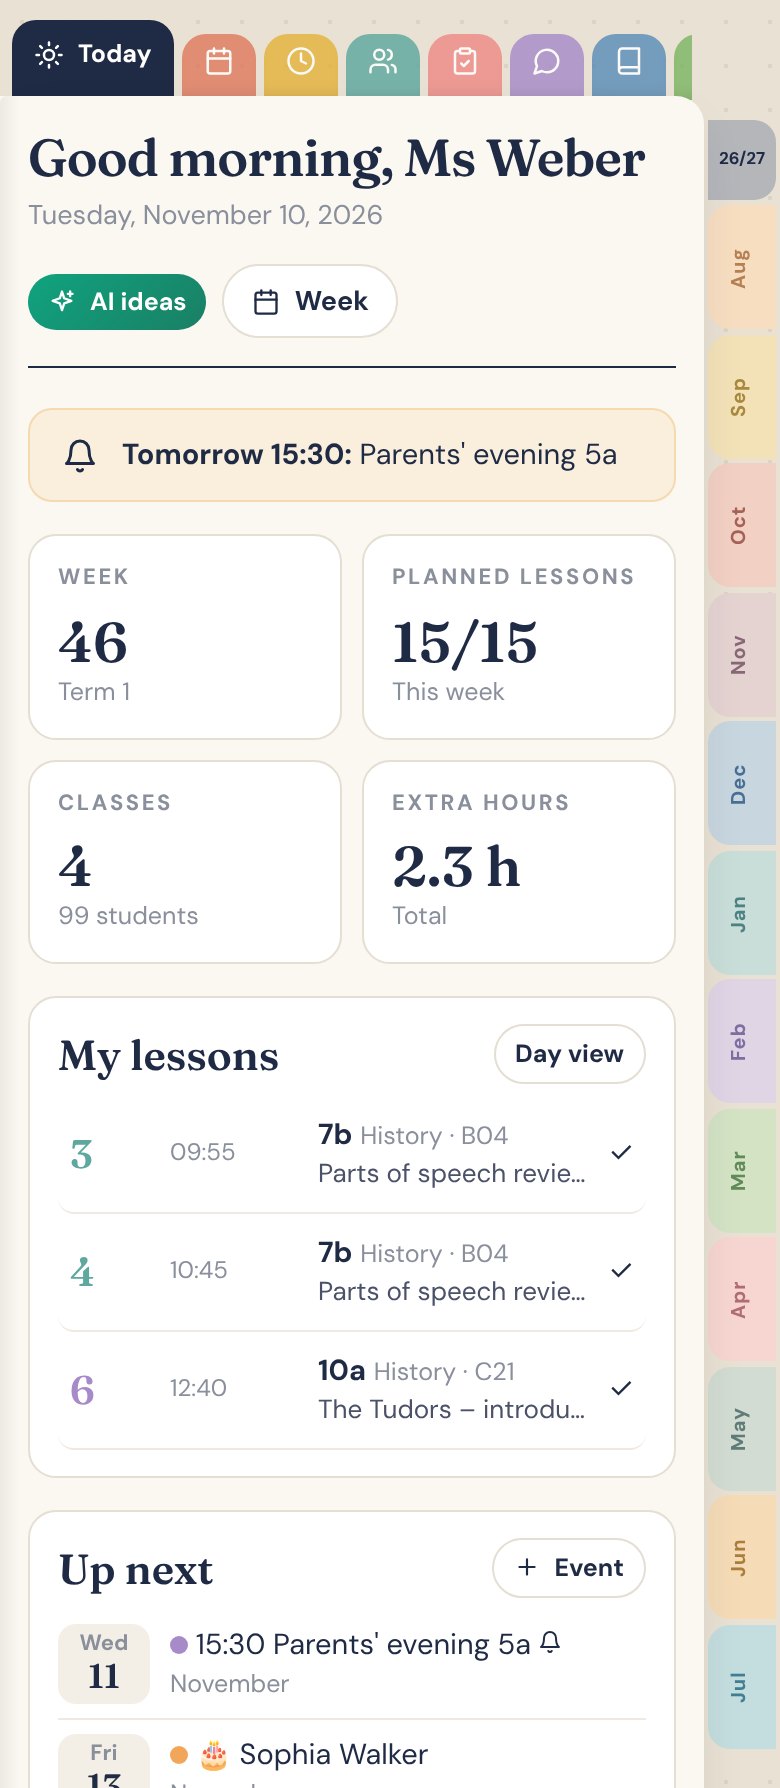 Today
Good morning, Ms Weber
Tuesday, November 10, 2026
AI ideas
Week
Tomorrow 15:30: Parents' evening 5a
WEEK
46
Term 1
PLANNED LESSONS
15/15
This week
CLASSES
4
99 students
EXTRA HOURS
2.3 h
Total
My lessons
Day view
3 09:55 7b History · B04
Parts of speech revie...
4 10:45 7b History · B04
Parts of speech revie...
6 12:40 10a History · C21
The Tudors – introdu...
Up next
+ Event
Wed
11
15:30 Parents' evening 5a
November
Fri
13
Sophia Walker
26/27
Aug
Sep
Oct
Nov
Dec
Jan
Feb
Mar
Apr
May
Jun
Jul